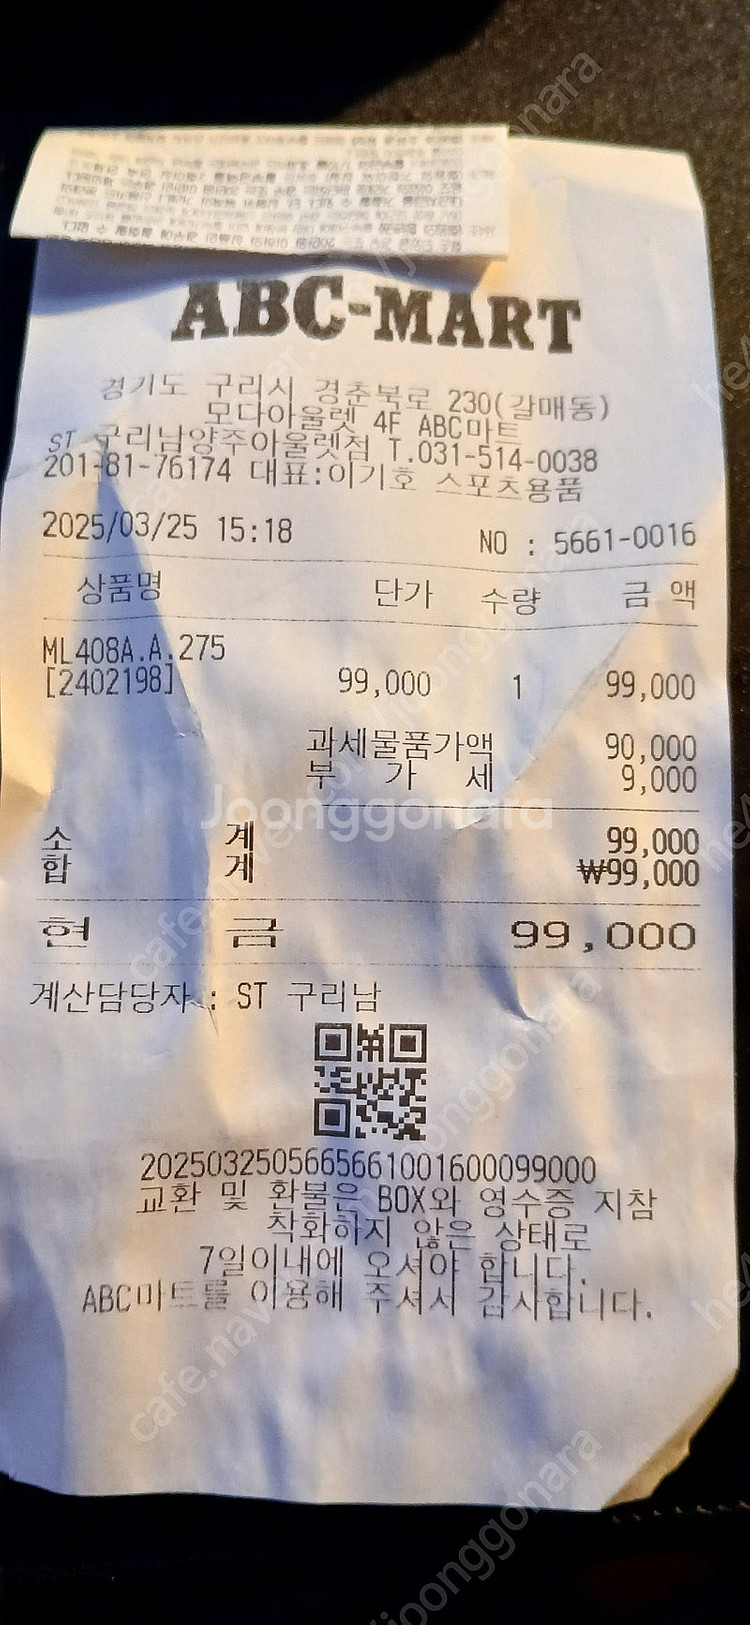 ABC-MART
경기도 구리시 경춘북로 230(갈매동)
모다아울렛 4F ABC마트
ST 구리남양주아울렛점 T.031-514-0038
201-81-76174 대표:이기호 스포츠용품
2025/03/25 15:18 NO : 5661-0016
상품명 단가 수량 금 액
ML408A.A.275
[2402198] 99,000 1 99,000
과세물품가액 90,000
부 가 세 9,000
소 계 99,000
합 계 ₩99,000
현 금 99,000
계산담당자 : ST 구리남
2025032505665661001600099000
교환 및 환불은 BOX와 영수증 지참
착화하지 않은 상태로
7일이내에 오셔야 합니다.
ABC마트를 이용해 주셔서 감사합니다.
Joonggonara